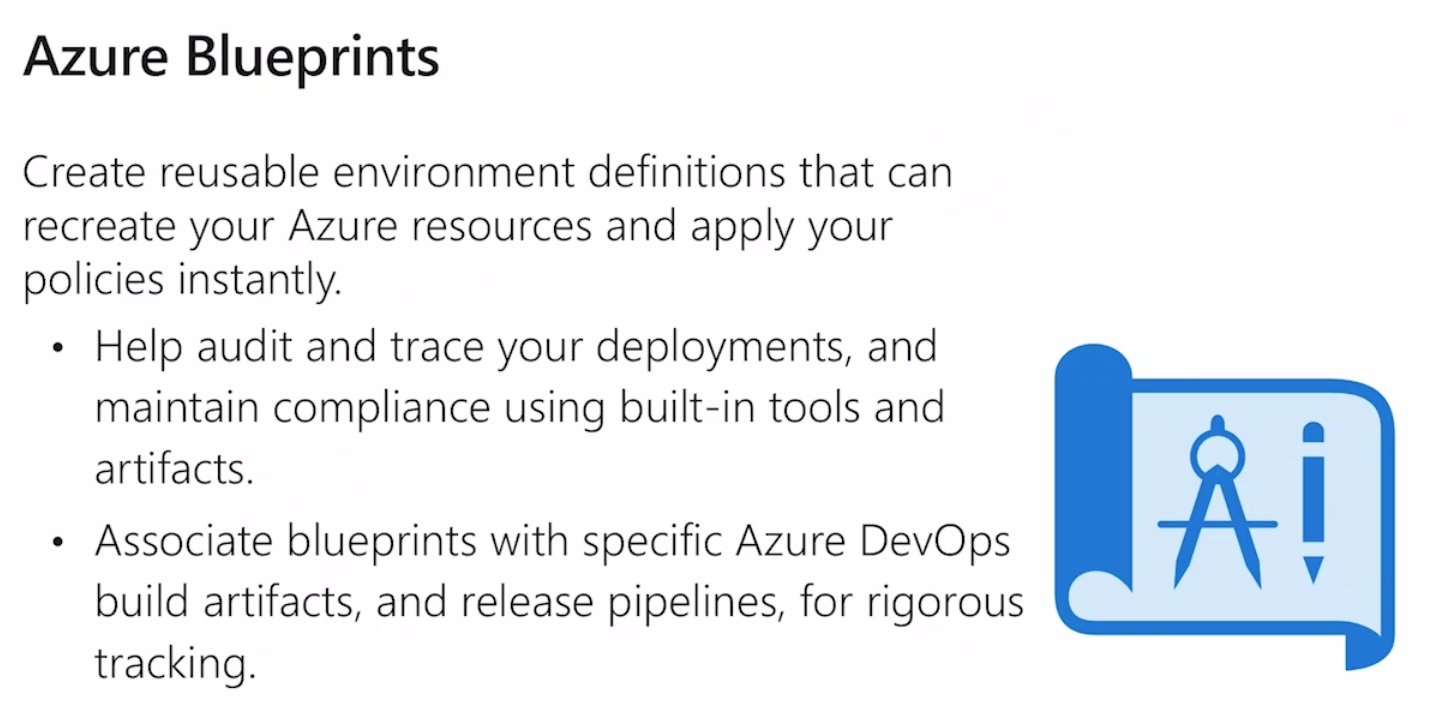 Azure Blueprints
Create reusable environment definitions that can
recreate your Azure resources and apply your
policies instantly.
• Help audit and trace your deployments, and
maintain compliance using built-in tools and
artifacts.
• Associate blueprints with specific Azure DevOps
build artifacts, and release pipelines, for rigorous
tracking.